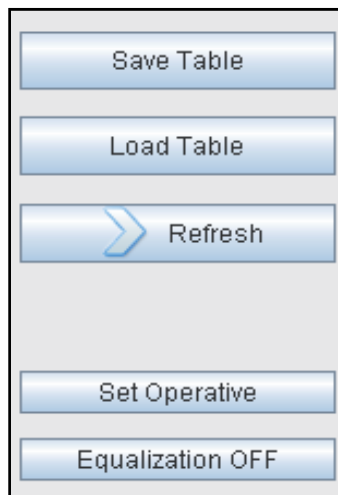 Save Table
Load Table
Refresh
Set Operative
Equalization OFF